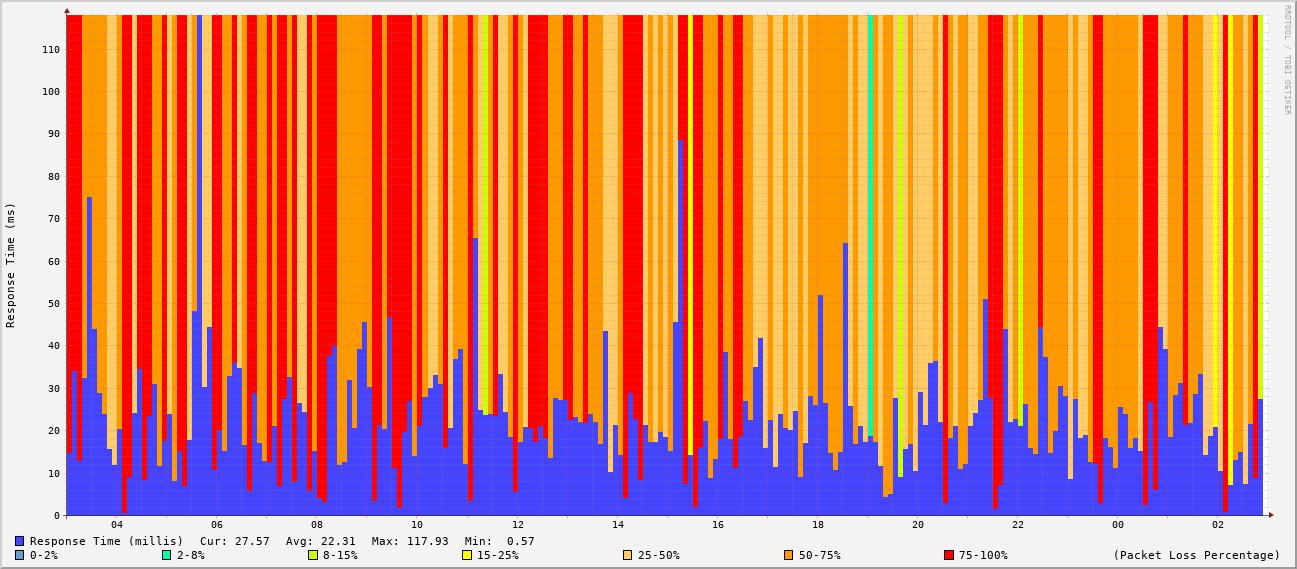 RRDTOOL / TOBI OETIKER
Response Time (ms)
110
100
90
80
70
60
50
40
30
20
10
0
04 06 08 10 12 14 16 18 20 22 00 02
Response Time (millis) Cur: 27.57 Avg: 22.31 Max: 117.93 Min: 0.57
0-2% 2-8% 8-15% 15-25% 25-50% 50-75% 75-100% (Packet Loss Percentage)